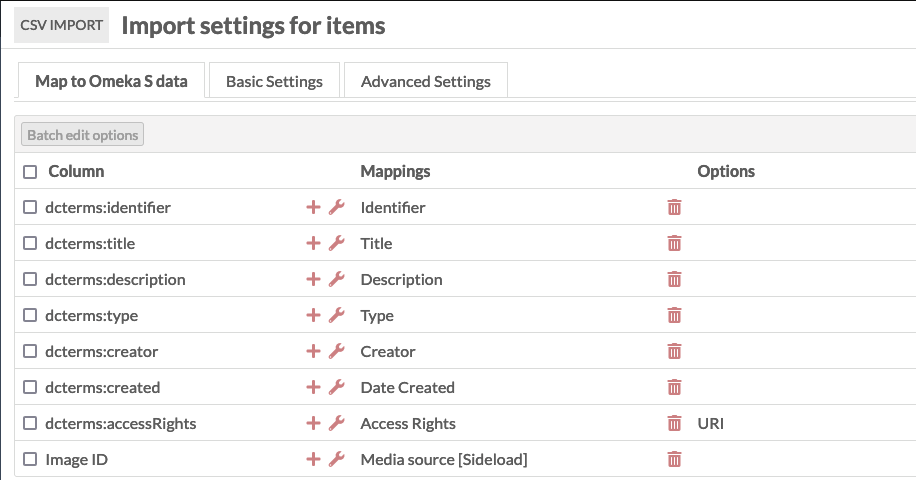 CSV IMPORT Import settings for items
Map to Omeka S data Basic Settings Advanced Settings
Batch edit options
Column Mappings Options
dcterms:identifier Identifier
dcterms:title Title
dcterms:description Description
dcterms:type Type
dcterms:creator Creator
dcterms:created Date Created
dcterms:accessRights Access Rights URI
Image ID Media source [Sideload]